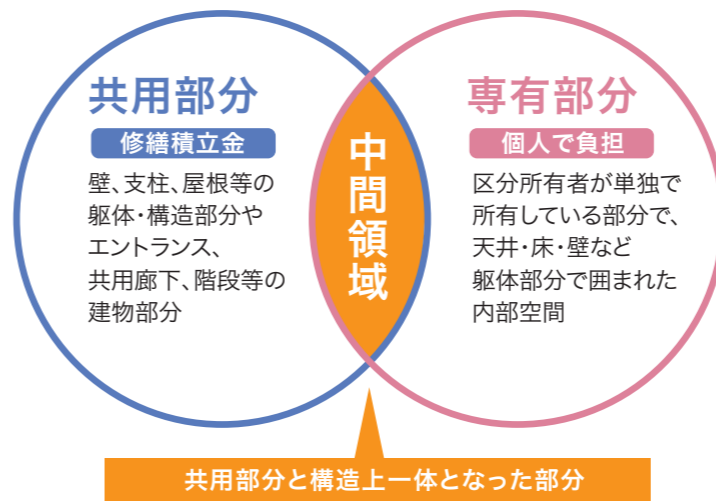 共用部分
修繕積立金
壁、支柱、屋根等の
躯体・構造部分や
エントランス、
共用廊下、階段等の
建物部分
中間領域
専有部分
個人で負担
区分所有者が単独で
所有している部分で、
天井・床・壁など
躯体部分で囲まれた
内部空間
共用部分と構造上一体となった部分